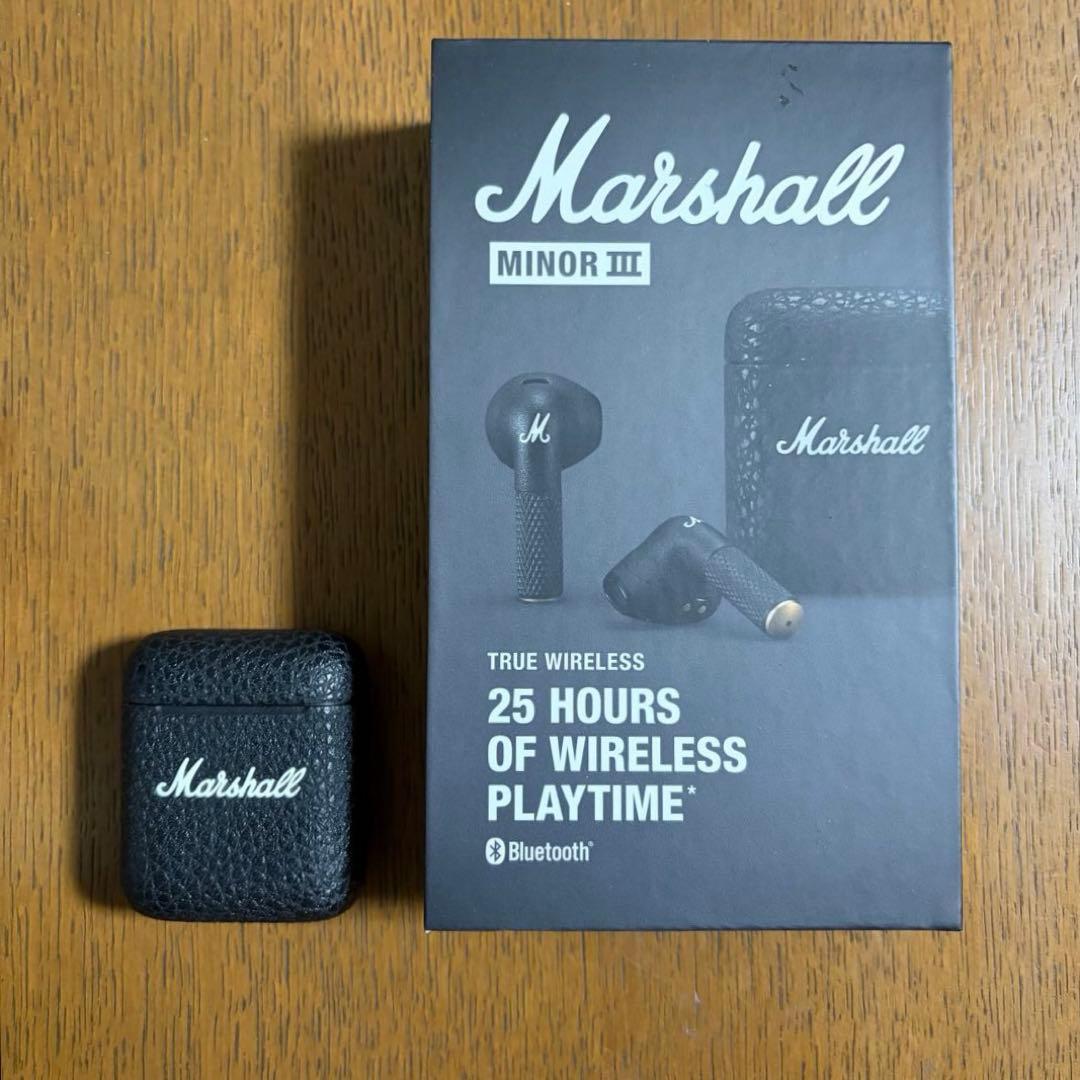 Marshall
MINOR III
M
Marshall
TRUE WIRELESS
25 HOURS
OF WIRELESS
PLAYTIME*
Bluetooth®
Marshall